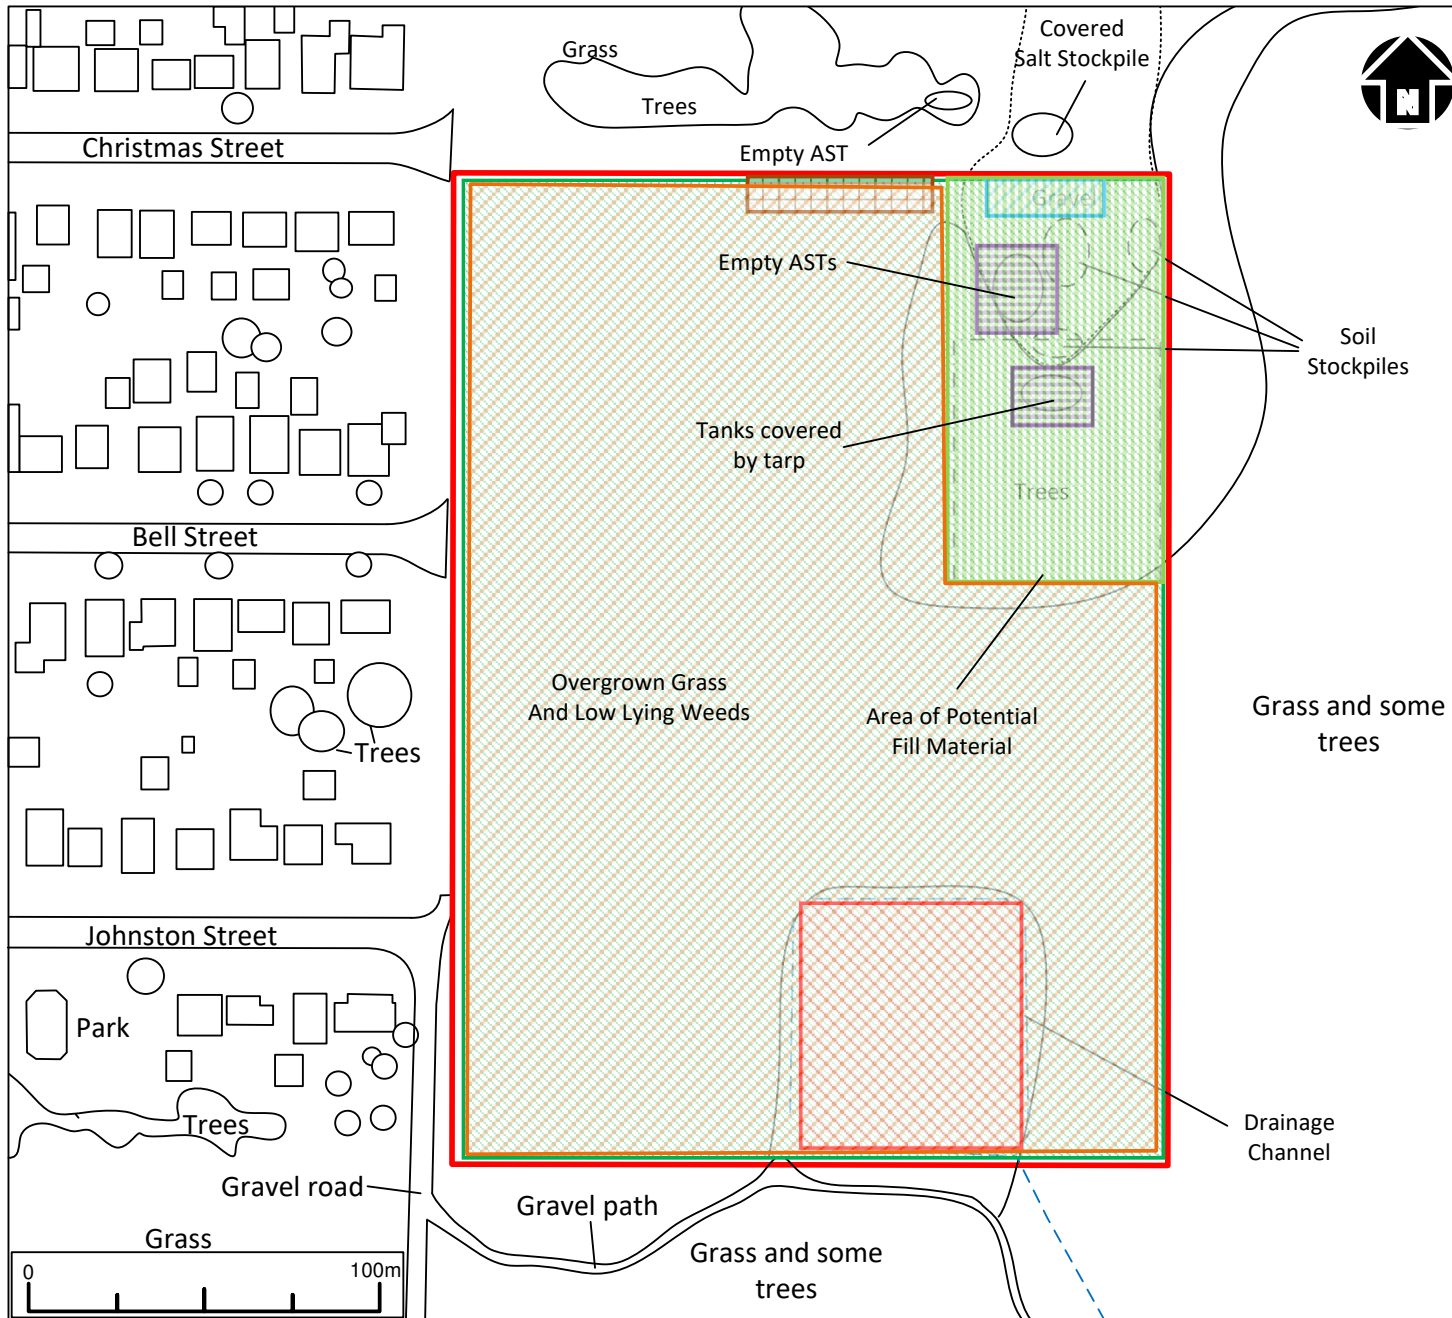 Covered
Salt Stockpile
Grass
Trees
N
Christmas Street
Empty AST
Gravel
Empty ASTs
Soil
Stockpiles
Tanks covered
by tarp
Trees
Bell Street
Overgrown Grass
And Low Lying Weeds
Area of Potential
Fill Material
Grass and some
trees
Trees
Johnston Street
Park
Trees
Drainage
Channel
Gravel road
Gravel path
Grass
Grass and some
trees
0
100m